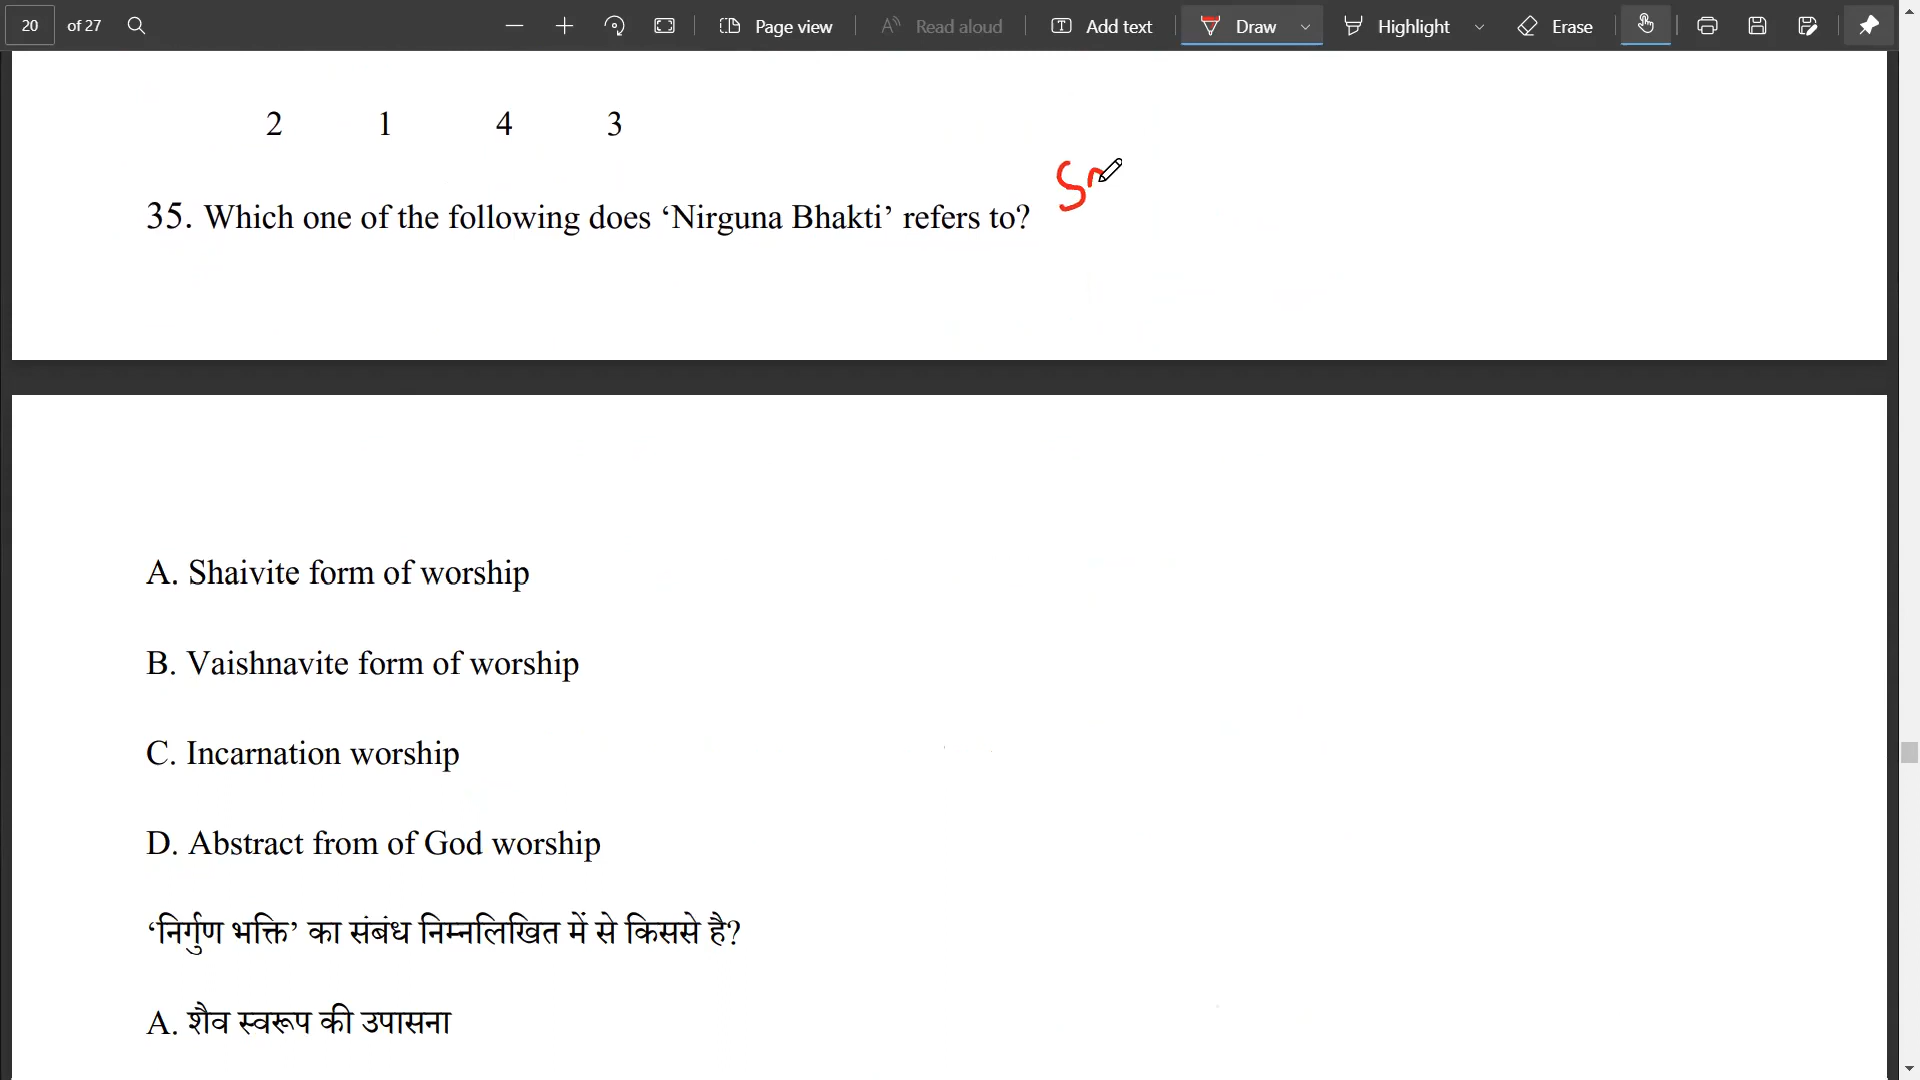 20 of 27 Page view Read aloud Add text Draw Highlight Erase
2 1 4 3
35. Which one of the following does ‘Nirguna Bhakti’ refers to?
A. Shaivite form of worship
B. Vaishnavite form of worship
C. Incarnation worship
D. Abstract from of God worship
‘निर्गुण भक्ति’ का संबंध निम्नलिखित में से किससे है?
A. शैव स्वरूप की उपासना